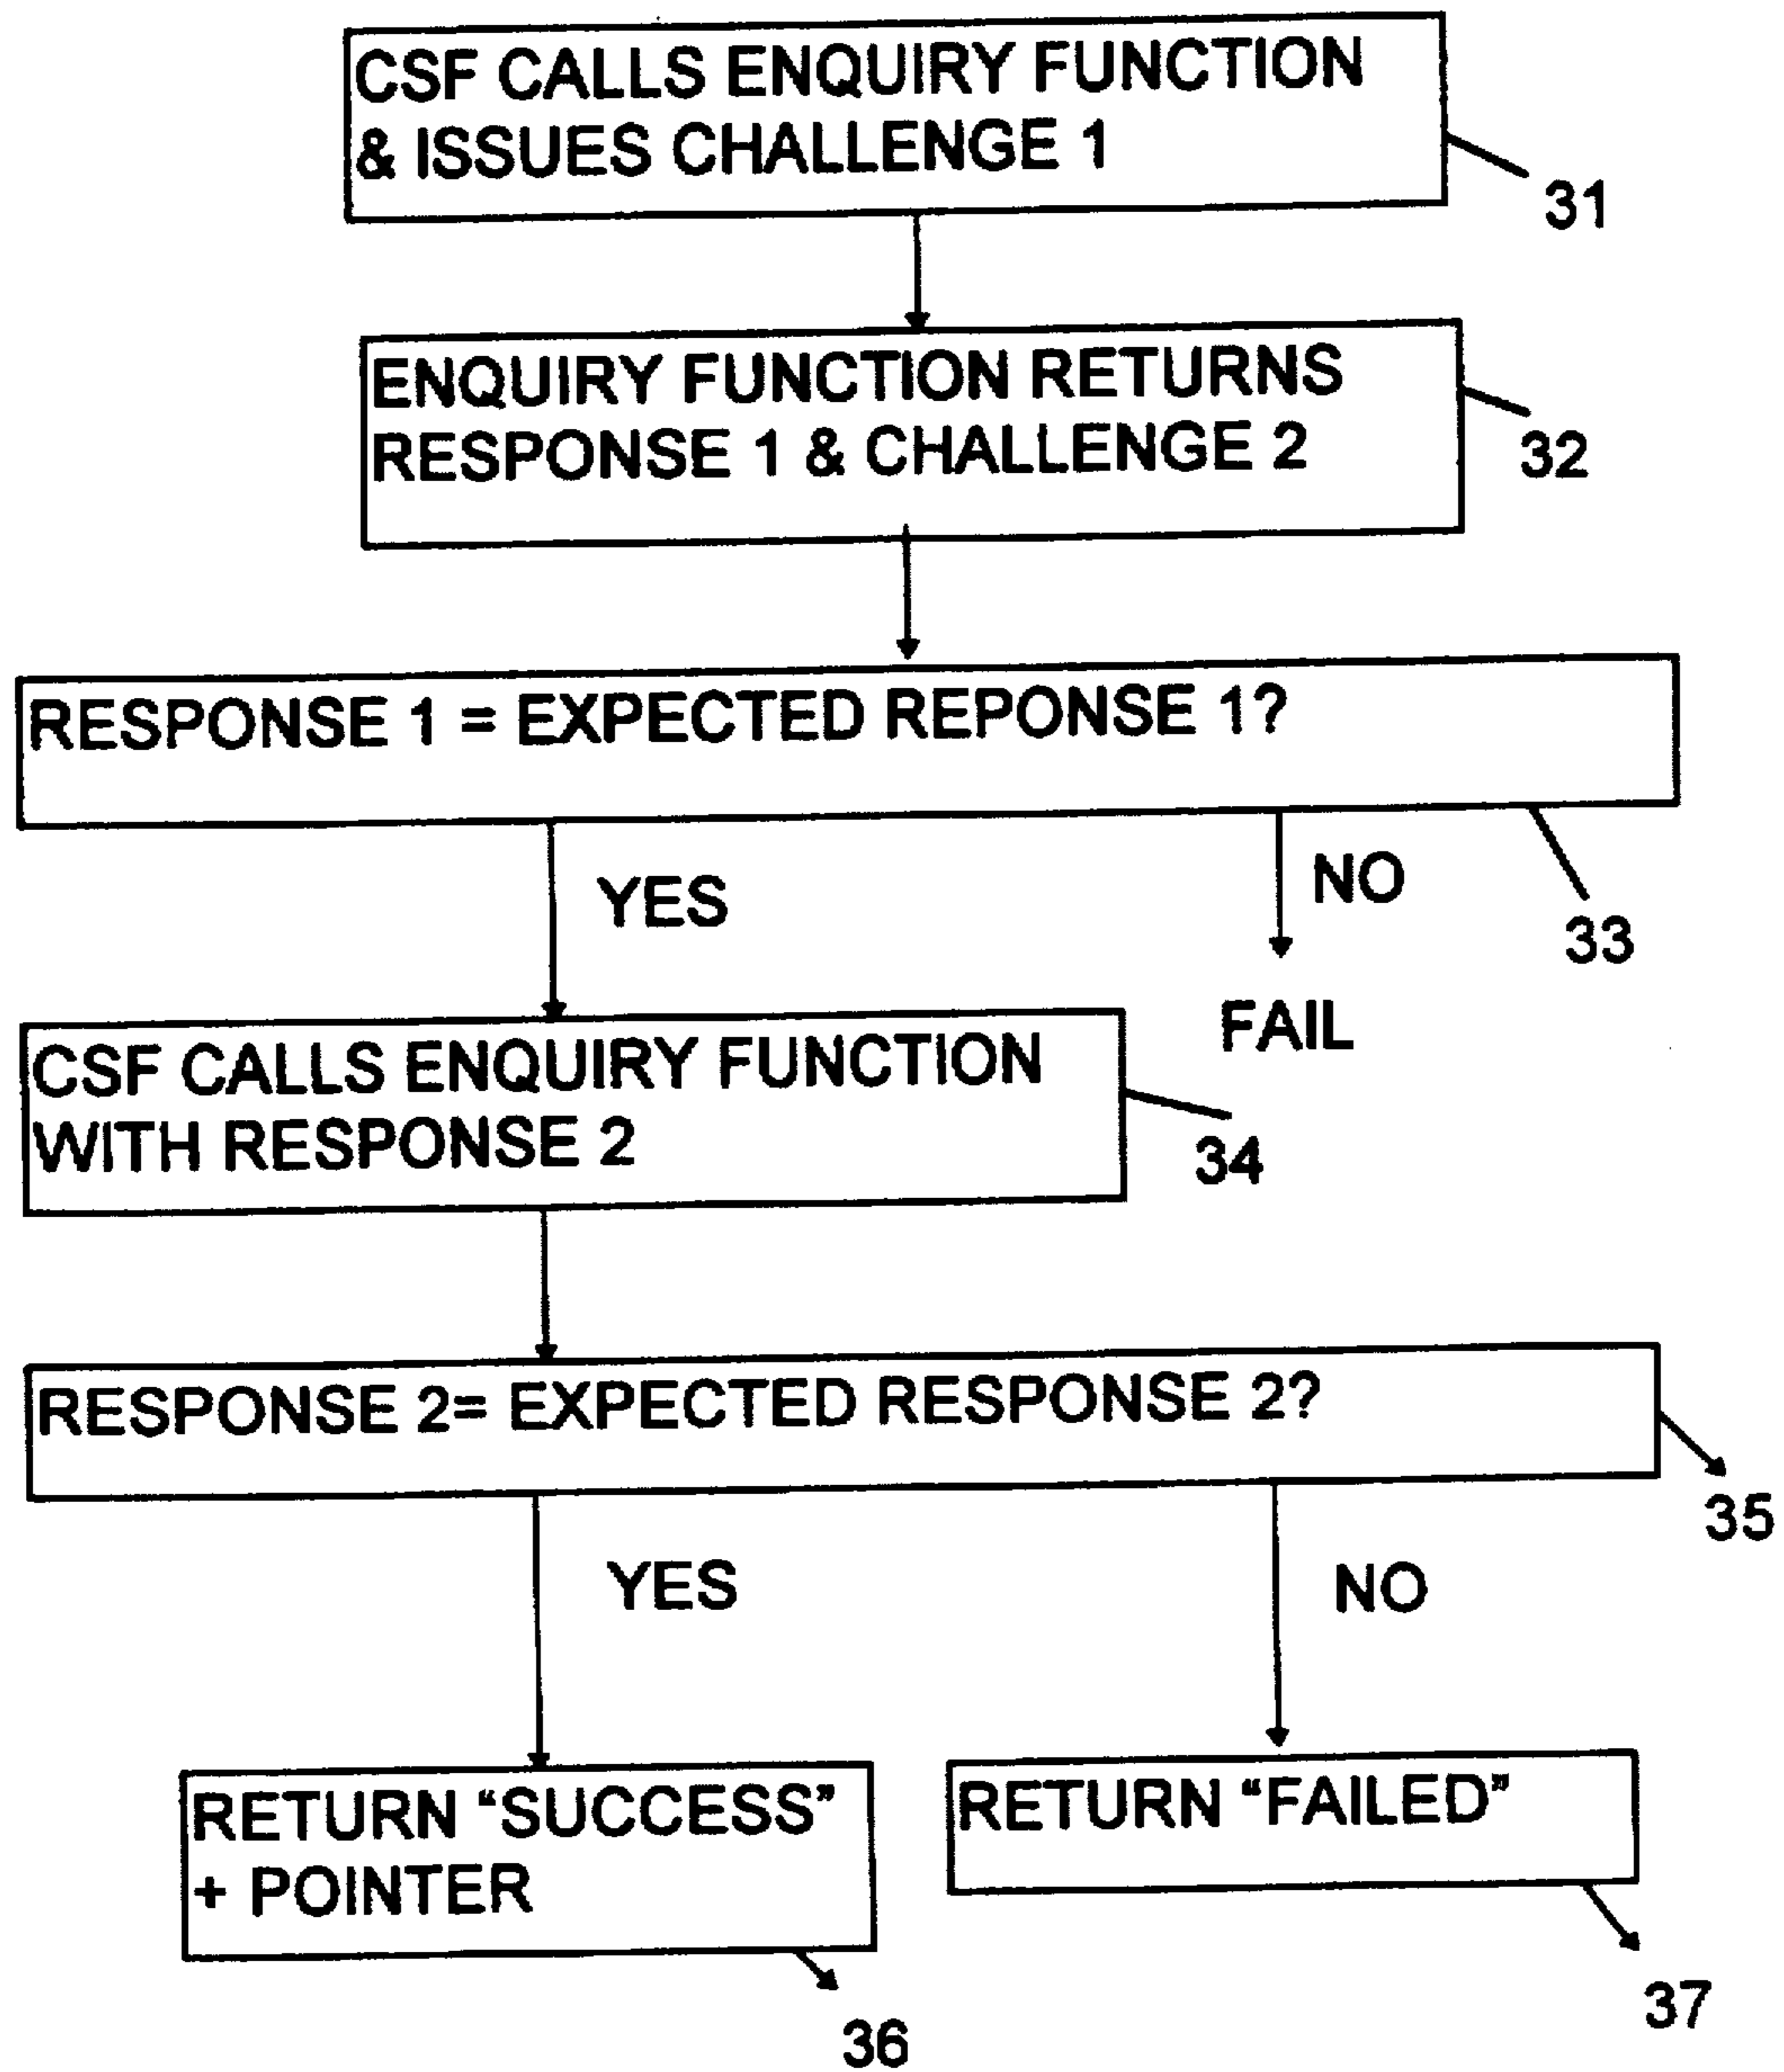 CSF CALLS ENQUIRY FUNCTION
& ISSUES CHALLENGE 1
31
ENQUIRY FUNCTION RETURNS
RESPONSE 1 & CHALLENGE 2
32
RESPONSE 1 = EXPECTED REPONSE 1?
YES
NO
33
FAIL
CSF CALLS ENQUIRY FUNCTION
WITH RESPONSE 2
34
RESPONSE 2= EXPECTED RESPONSE 2?
35
YES
NO
RETURN “SUCCESS”
+ POINTER
RETURN “FAILED”
36
37